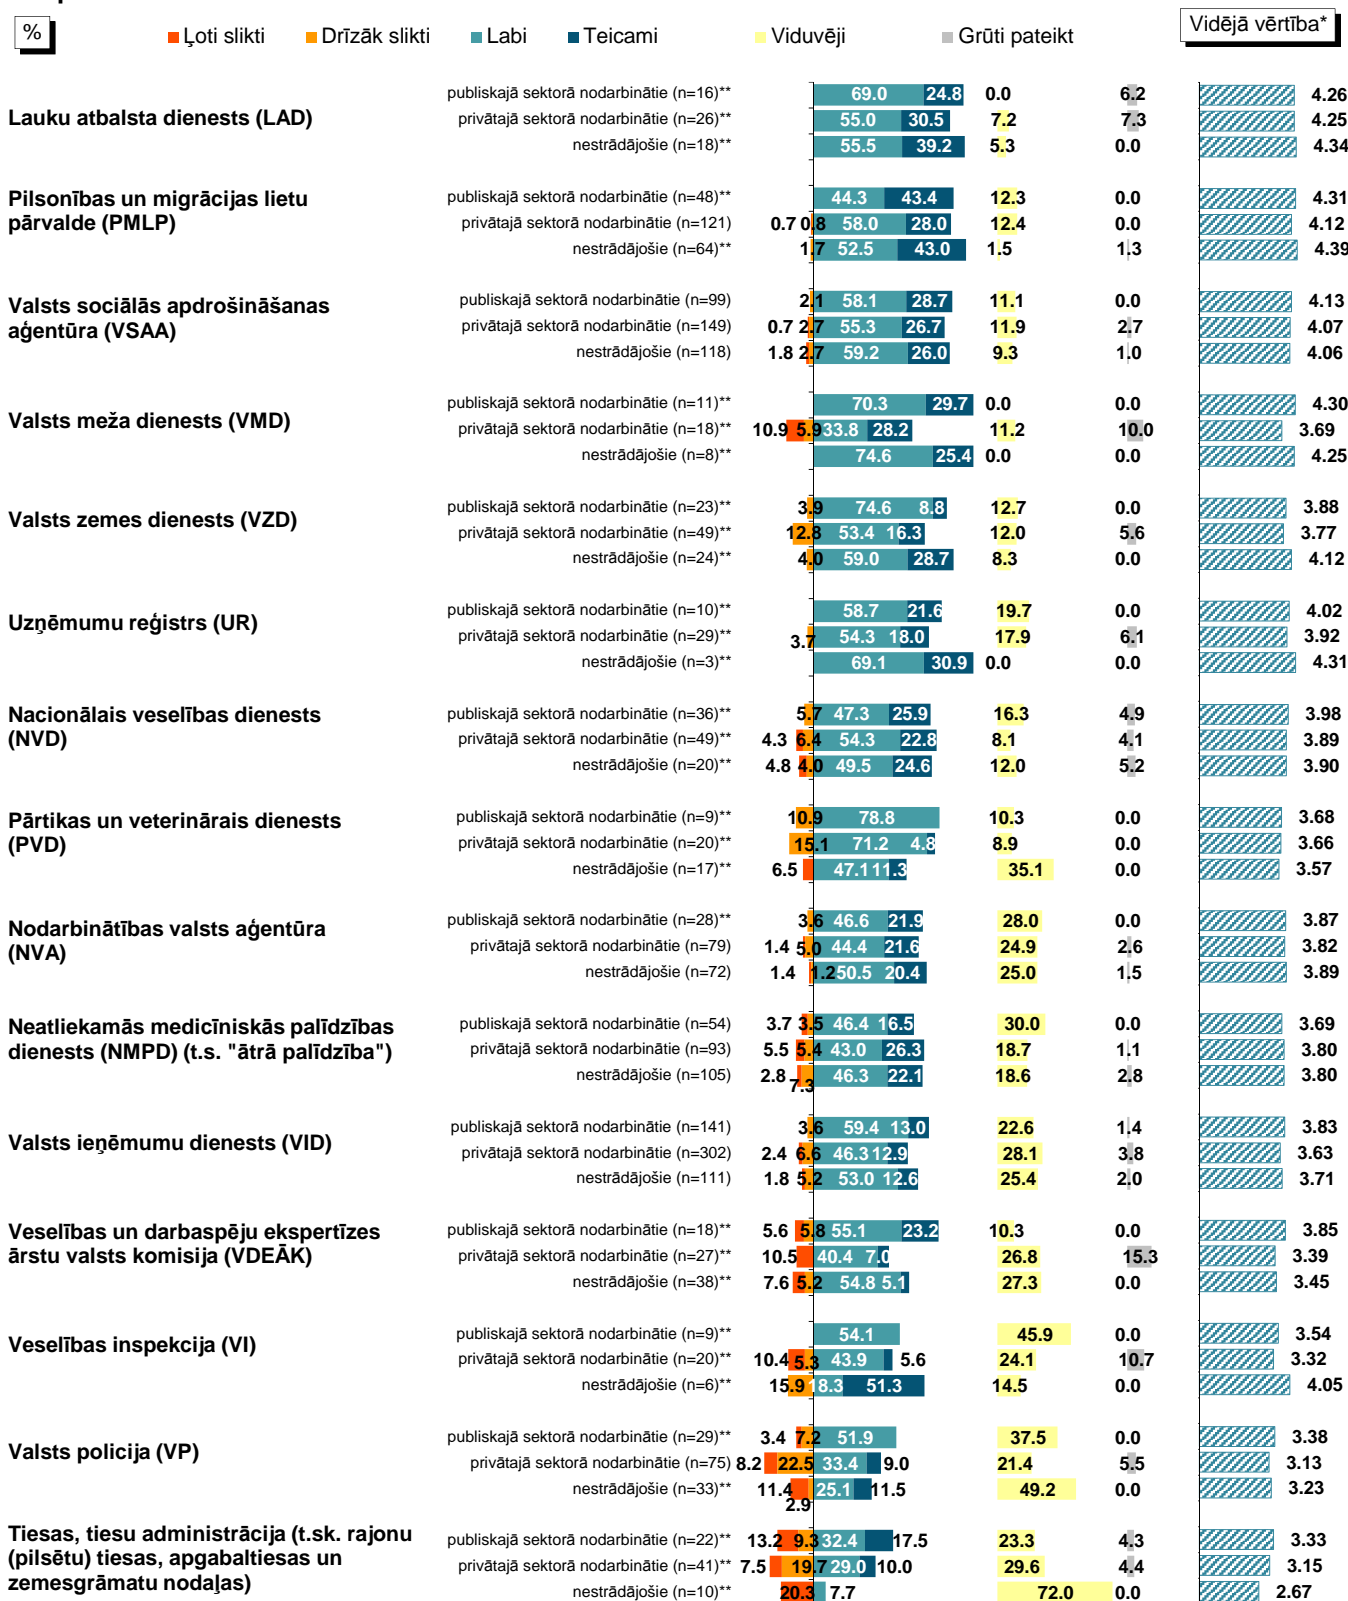 %
Ļoti slikti Drīzāk slikti Labi Teicami Viduvēji Grūti pateikt
Vidējā vērtība*
Lauku atbalsta dienests (LAD)
publiskajā sektorā nodarbinātie (n=16)** 69.0 24.8 0.0 6.2 4.26
privātajā sektorā nodarbinātie (n=26)** 55.0 30.5 7.2 7.3 4.25
nestrādājošie (n=18)** 55.5 39.2 5.3 0.0 4.34
Pilsonības un migrācijas lietu
pārvalde (PMLP)
publiskajā sektorā nodarbinātie (n=48)** 44.3 43.4 12.3 0.0 4.31
privātajā sektorā nodarbinātie (n=121) 0.7 0.8 58.0 28.0 12.4 0.0 4.12
nestrādājošie (n=64)** 1.7 52.5 43.0 1.5 1.3 4.39
Valsts sociālās apdrošināšanas
aģentūra (VSAA)
publiskajā sektorā nodarbinātie (n=99) 2.1 58.1 28.7 11.1 0.0 4.13
privātajā sektorā nodarbinātie (n=149) 0.7 2.7 55.3 26.7 11.9 2.7 4.07
nestrādājošie (n=118) 1.8 2.7 59.2 26.0 9.3 1.0 4.06
Valsts meža dienests (VMD)
publiskajā sektorā nodarbinātie (n=11)** 70.3 29.7 0.0 0.0 4.30
privātajā sektorā nodarbinātie (n=18)** 10.9 5.9 33.8 28.2 11.2 10.0 3.69
nestrādājošie (n=8)** 74.6 25.4 0.0 0.0 4.25
Valsts zemes dienests (VZD)
publiskajā sektorā nodarbinātie (n=23)** 3.9 74.6 8.8 12.7 0.0 3.88
privātajā sektorā nodarbinātie (n=49)** 12.8 53.4 16.3 12.0 5.6 3.77
nestrādājošie (n=24)** 4.0 59.0 28.7 8.3 0.0 4.12
Uzņēmumu reģistrs (UR)
publiskajā sektorā nodarbinātie (n=10)** 58.7 21.6 19.7 0.0 4.02
privātajā sektorā nodarbinātie (n=29)** 3.7 54.3 18.0 17.9 6.1 3.92
nestrādājošie (n=3)** 69.1 30.9 0.0 0.0 4.31
Nacionālais veselības dienests
(NVD)
publiskajā sektorā nodarbinātie (n=36)** 5.7 47.3 25.9 16.3 4.9 3.98
privātajā sektorā nodarbinātie (n=49)** 4.3 6.4 54.3 22.8 8.1 4.1 3.89
nestrādājošie (n=20)** 4.8 4.0 49.5 24.6 12.0 5.2 3.90
Pārtikas un veterinārais dienests
(PVD)
publiskajā sektorā nodarbinātie (n=9)** 10.9 78.8 10.3 0.0 3.68
privātajā sektorā nodarbinātie (n=20)** 15.1 71.2 4.8 8.9 0.0 3.66
nestrādājošie (n=17)** 6.5 47.1 11.3 35.1 0.0 3.57
Nodarbinātības valsts aģentūra
(NVA)
publiskajā sektorā nodarbinātie (n=28)** 3.6 46.6 21.9 28.0 0.0 3.87
privātajā sektorā nodarbinātie (n=79) 1.4 5.0 44.4 21.6 24.9 2.6 3.82
nestrādājošie (n=72) 1.4 1.2 50.5 20.4 25.0 1.5 3.89
Neatliekamās medicīniskās palīdzības
dienests (NMPD) (t.s. "ātrā palīdzība")
publiskajā sektorā nodarbinātie (n=54) 3.7 3.5 46.4 16.5 30.0 0.0 3.69
privātajā sektorā nodarbinātie (n=93) 5.5 5.4 43.0 26.3 18.7 1.1 3.80
nestrādājošie (n=105) 2.8 7.3 46.3 22.1 18.6 2.8 3.80
Valsts ieņēmumu dienests (VID)
publiskajā sektorā nodarbinātie (n=141) 3.6 59.4 13.0 22.6 1.4 3.83
privātajā sektorā nodarbinātie (n=302) 2.4 6.6 46.3 12.9 28.1 3.8 3.63
nestrādājošie (n=111) 1.8 5.2 53.0 12.6 25.4 2.0 3.71
Veselības un darbaspēju ekspertīzes
ārstu valsts komisija (VDEĀK)
publiskajā sektorā nodarbinātie (n=18)** 5.6 5.8 55.1 23.2 10.3 0.0 3.85
privātajā sektorā nodarbinātie (n=27)** 10.5 40.4 7.0 26.8 15.3 3.39
nestrādājošie (n=38)** 7.6 5.2 54.8 5.1 27.3 0.0 3.45
Veselības inspekcija (VI)
publiskajā sektorā nodarbinātie (n=9)** 54.1 45.9 0.0 3.54
privātajā sektorā nodarbinātie (n=20)** 10.4 5.3 43.9 5.6 24.1 10.7 3.32
nestrādājošie (n=6)** 15.9 18.3 51.3 14.5 0.0 4.05
Valsts policija (VP)
publiskajā sektorā nodarbinātie (n=29)** 3.4 7.2 51.9 37.5 0.0 3.38
privātajā sektorā nodarbinātie (n=75) 8.2 22.5 33.4 9.0 21.4 5.5 3.13
nestrādājošie (n=33)** 11.4 2.9 25.1 11.5 49.2 0.0 3.23
Tiesas, tiesu administrācija (t.sk. rajonu
(pilsētu) tiesas, apgabaltiesas un
zemesgrāmatu nodaļas)
publiskajā sektorā nodarbinātie (n=22)** 13.2 9.3 32.4 17.5 23.3 4.3 3.33
privātajā sektorā nodarbinātie (n=41)** 7.5 19.7 29.0 10.0 29.6 4.4 3.15
nestrādājošie (n=10)** 20.3 7.7 72.0 0.0 2.67